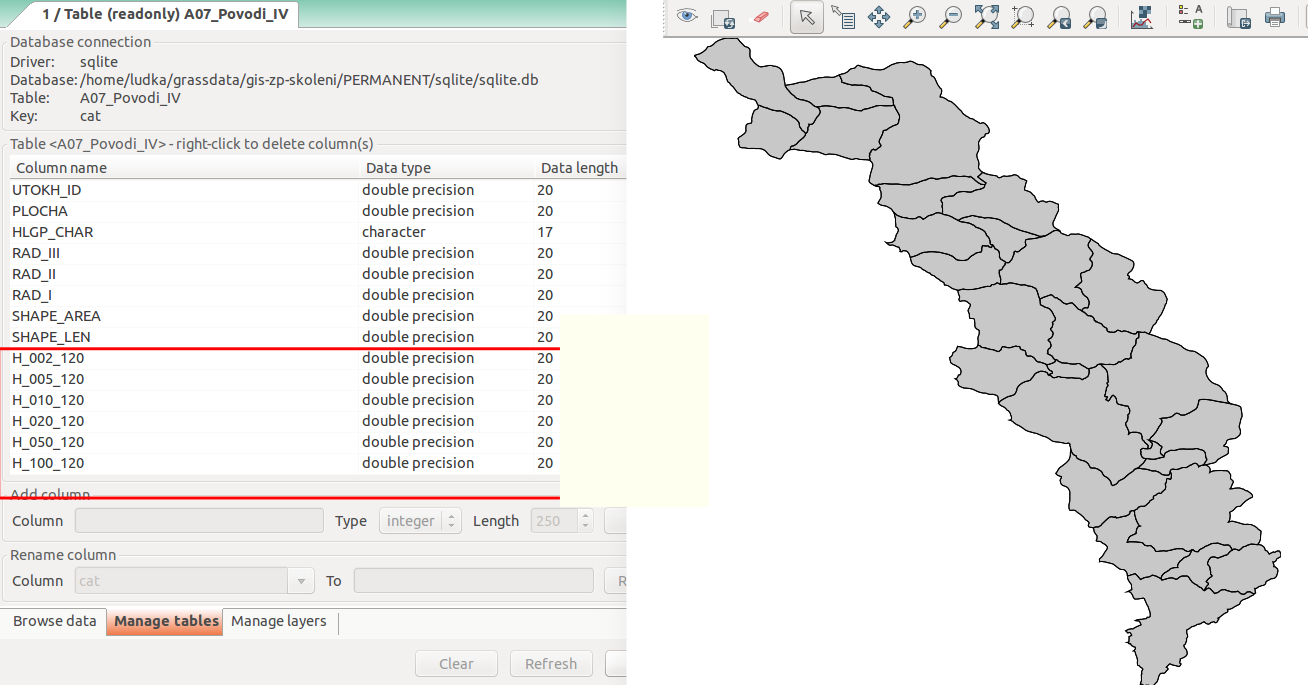 1 / Table (readonly) A07_Povodi_IV
Database connection
Driver: sqlite
Database: /home/ludka/grassdata/gis-zp-skoleni/PERMANENT/sqlite/sqlite.db
Table: A07_Povodi_IV
Key: cat
Table <A07_Povodi_IV> - right-click to delete column(s)
Column name Data type Data length
UTOKH_ID double precision 20
PLOCHA double precision 20
HLGP_CHAR character 17
RAD_III double precision 20
RAD_II double precision 20
RAD_I double precision 20
SHAPE_AREA double precision 20
SHAPE_LEN double precision 20
H_002_120 double precision 20
H_005_120 double precision 20
H_010_120 double precision 20
H_020_120 double precision 20
H_050_120 double precision 20
H_100_120 double precision 20
Add column
Column Type integer Length 250
Rename column
Column cat To R
Browse data Manage tables Manage layers
Clear Refresh